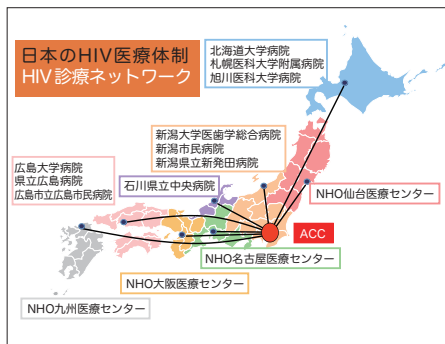 日本のHIV医療体制
HIV診療ネットワーク
北海道大学病院
札幌医科大学附属病院
旭川医科大学病院
新潟大学医歯学総合病院
新潟市民病院
新潟県立新発田病院
広島大学病院
県立広島病院
広島市立広島市民病院
石川県立中央病院
NHO仙台医療センター
ACC
NHO名古屋医療センター
NHO大阪医療センター
NHO九州医療センター